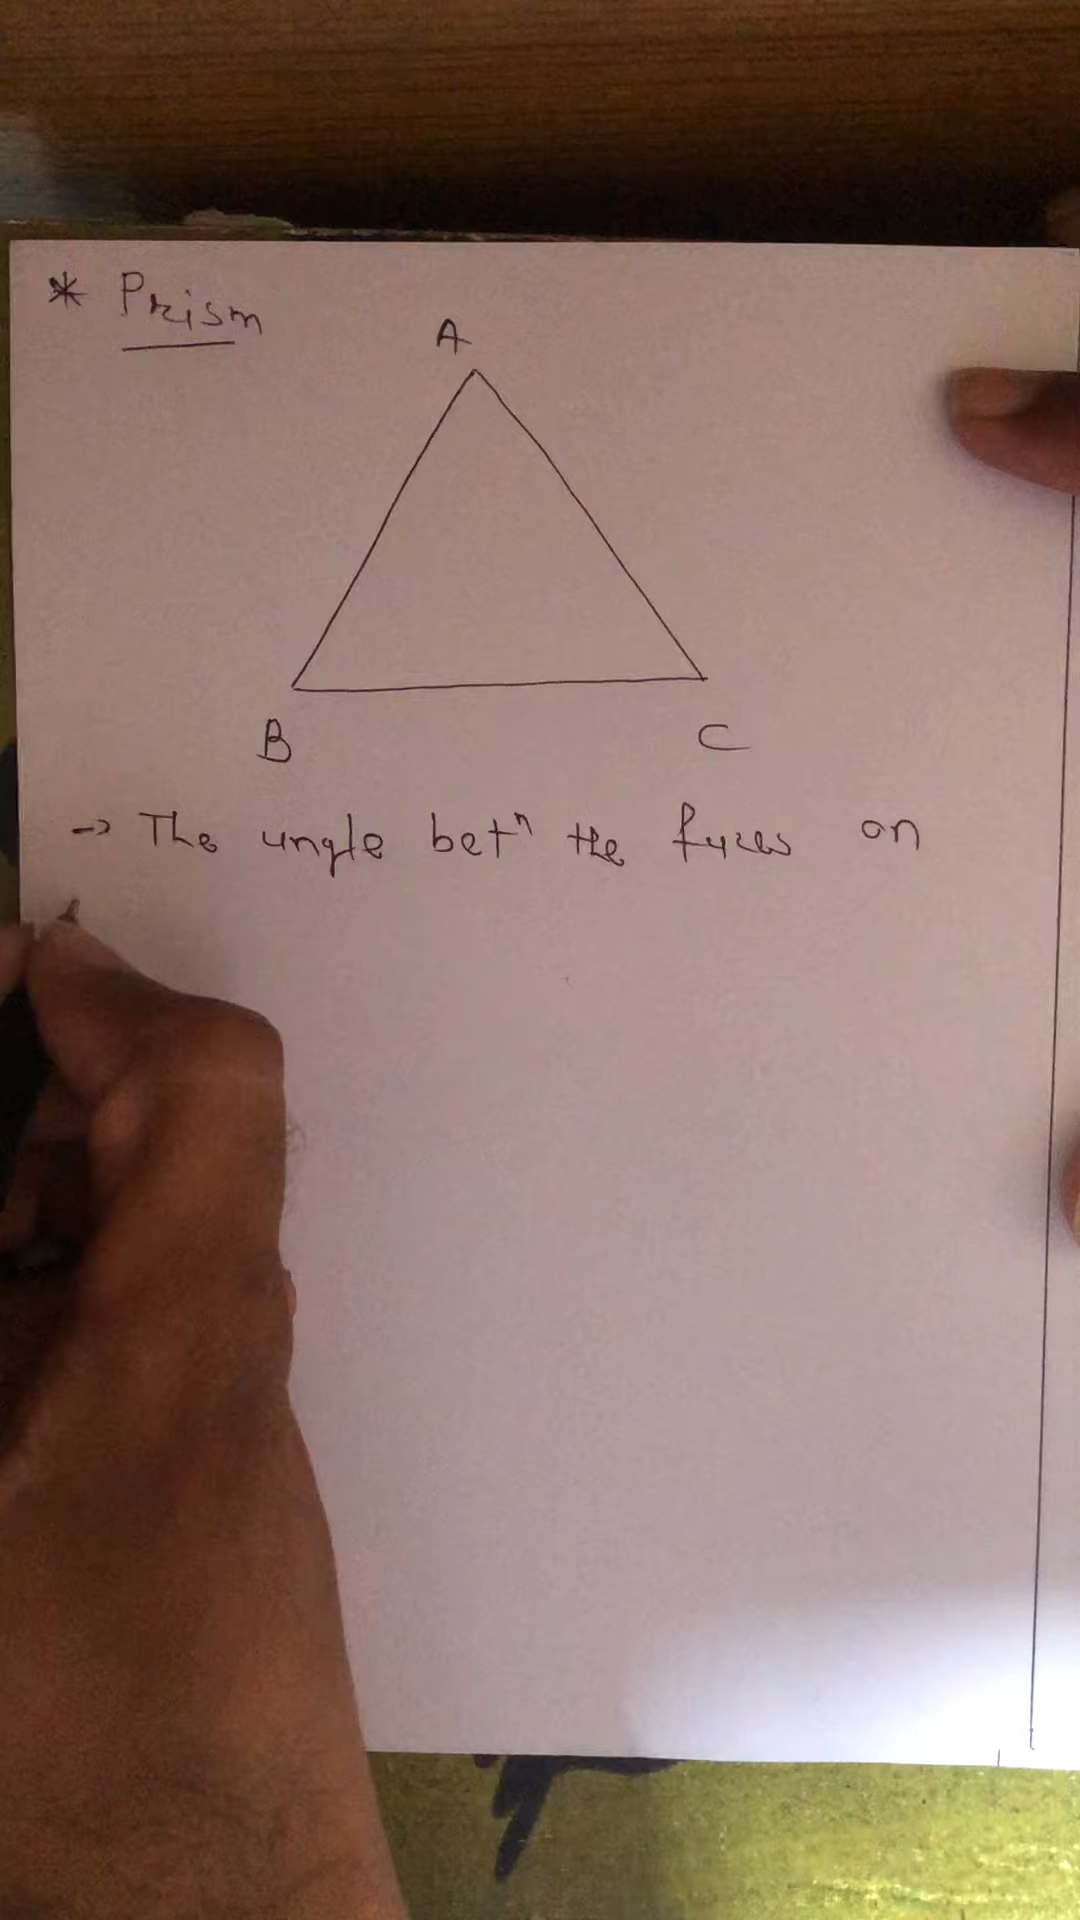 * Prism
A
B C
→ The angle betⁿ the faces on